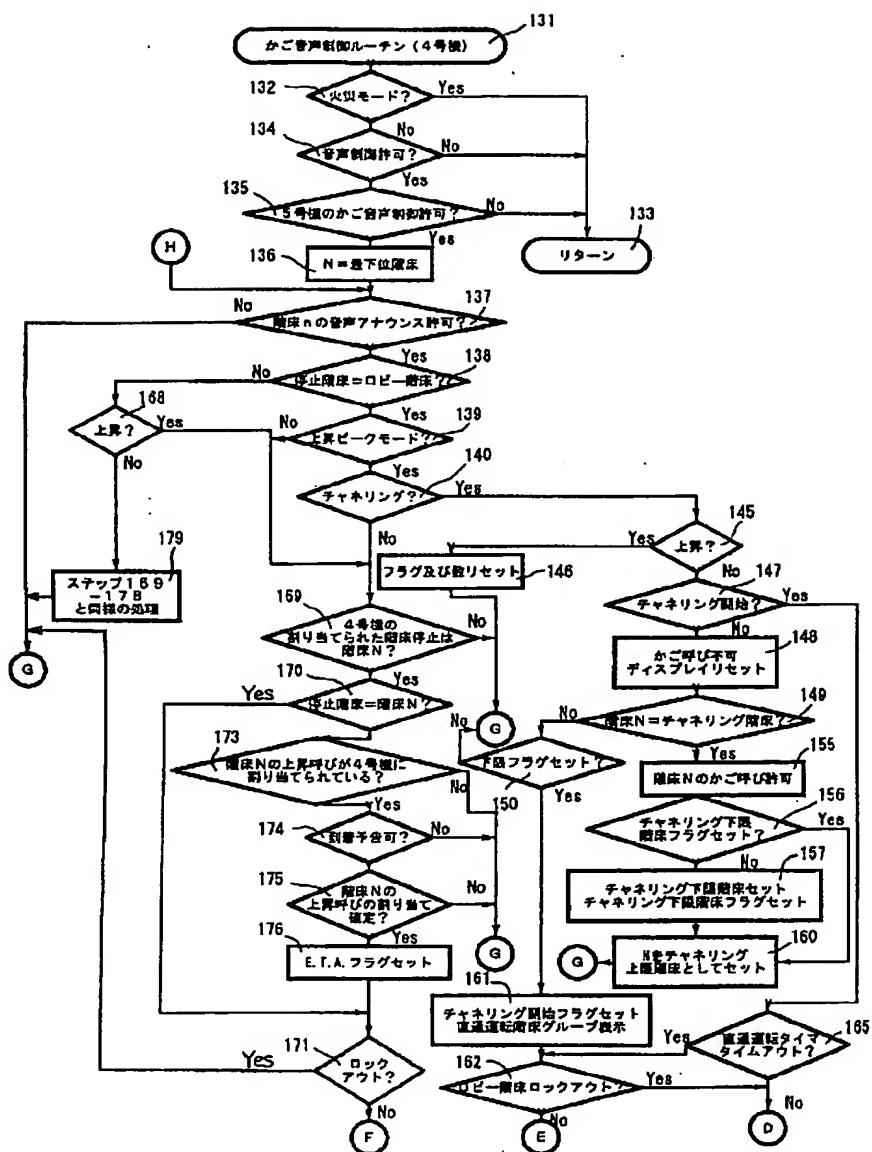 131
かご音声制御ルーチン(4号機)
132
火災モード?
Yes
No
134
音声制御許可?
No
Yes
135
5号機のかご音声制御許可?
No
Yes
133
リターン
H
136
N=最下位階床
No
137
階床nの音声アナウンス許可?
Yes
138
No
停止階床=ロビー階床?
168
上昇?
Yes
No
Yes
139
No
上昇ピークモード?
Yes
140
チャネリング?
Yes
No
145
上昇?
Yes
No
179
ステップ169
-178
と同様の処理
フラグ及び数リセット
146
147
チャネリング開始?
Yes
No
148
かご呼び不可
ディスプレイリセット
169
4号機の
割り当てられた階床停止は
階床N?
No
Yes
G
170
Yes
停止階床=階床N?
G
149
No
階床N=チャネリング階床?
Yes
155
階床Nのかご呼び許可
No
下限フラグセット?
150
Yes
173
階床Nの上昇呼びが4号機に
割り当てられている?
No
Yes
156
チャネリング下限
階床フラグセット?
Yes
No
174
到着予告可?
No
157
チャネリング下限階床セット
チャネリング下限階床フラグセット
175
階床Nの
上昇呼びの割り当て
確定?
No
Yes
176
E.T.A.フラグセット
G
G
160
Nをチャネリング
上限階床としてセット
161
チャネリング開始フラグセット
直通運転階床グループ表示
165
直通運転タイマ
タイムアウト?
Yes
No
Yes
171
ロック
アウト?
No
162
ロビー階床ロックアウト?
Yes
No
F
E
D